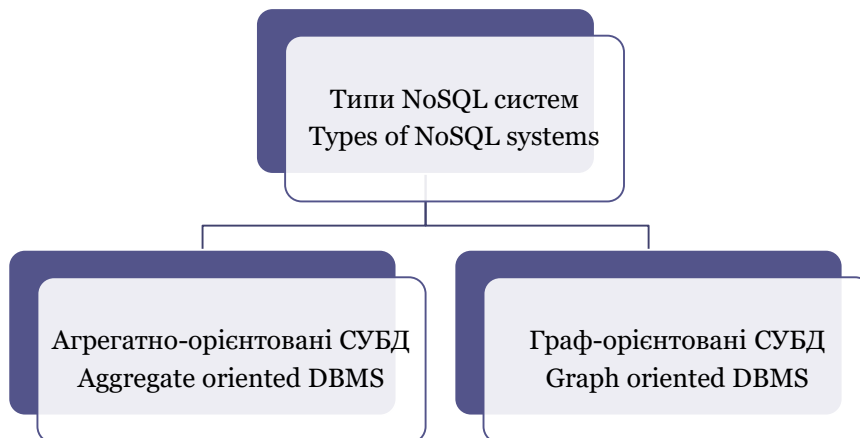 Типи NoSQL систем
Types of NoSQL systems
Агрегатно-орієнтовані СУБД
Aggregate oriented DBMS
Граф-орієнтовані СУБД
Graph oriented DBMS